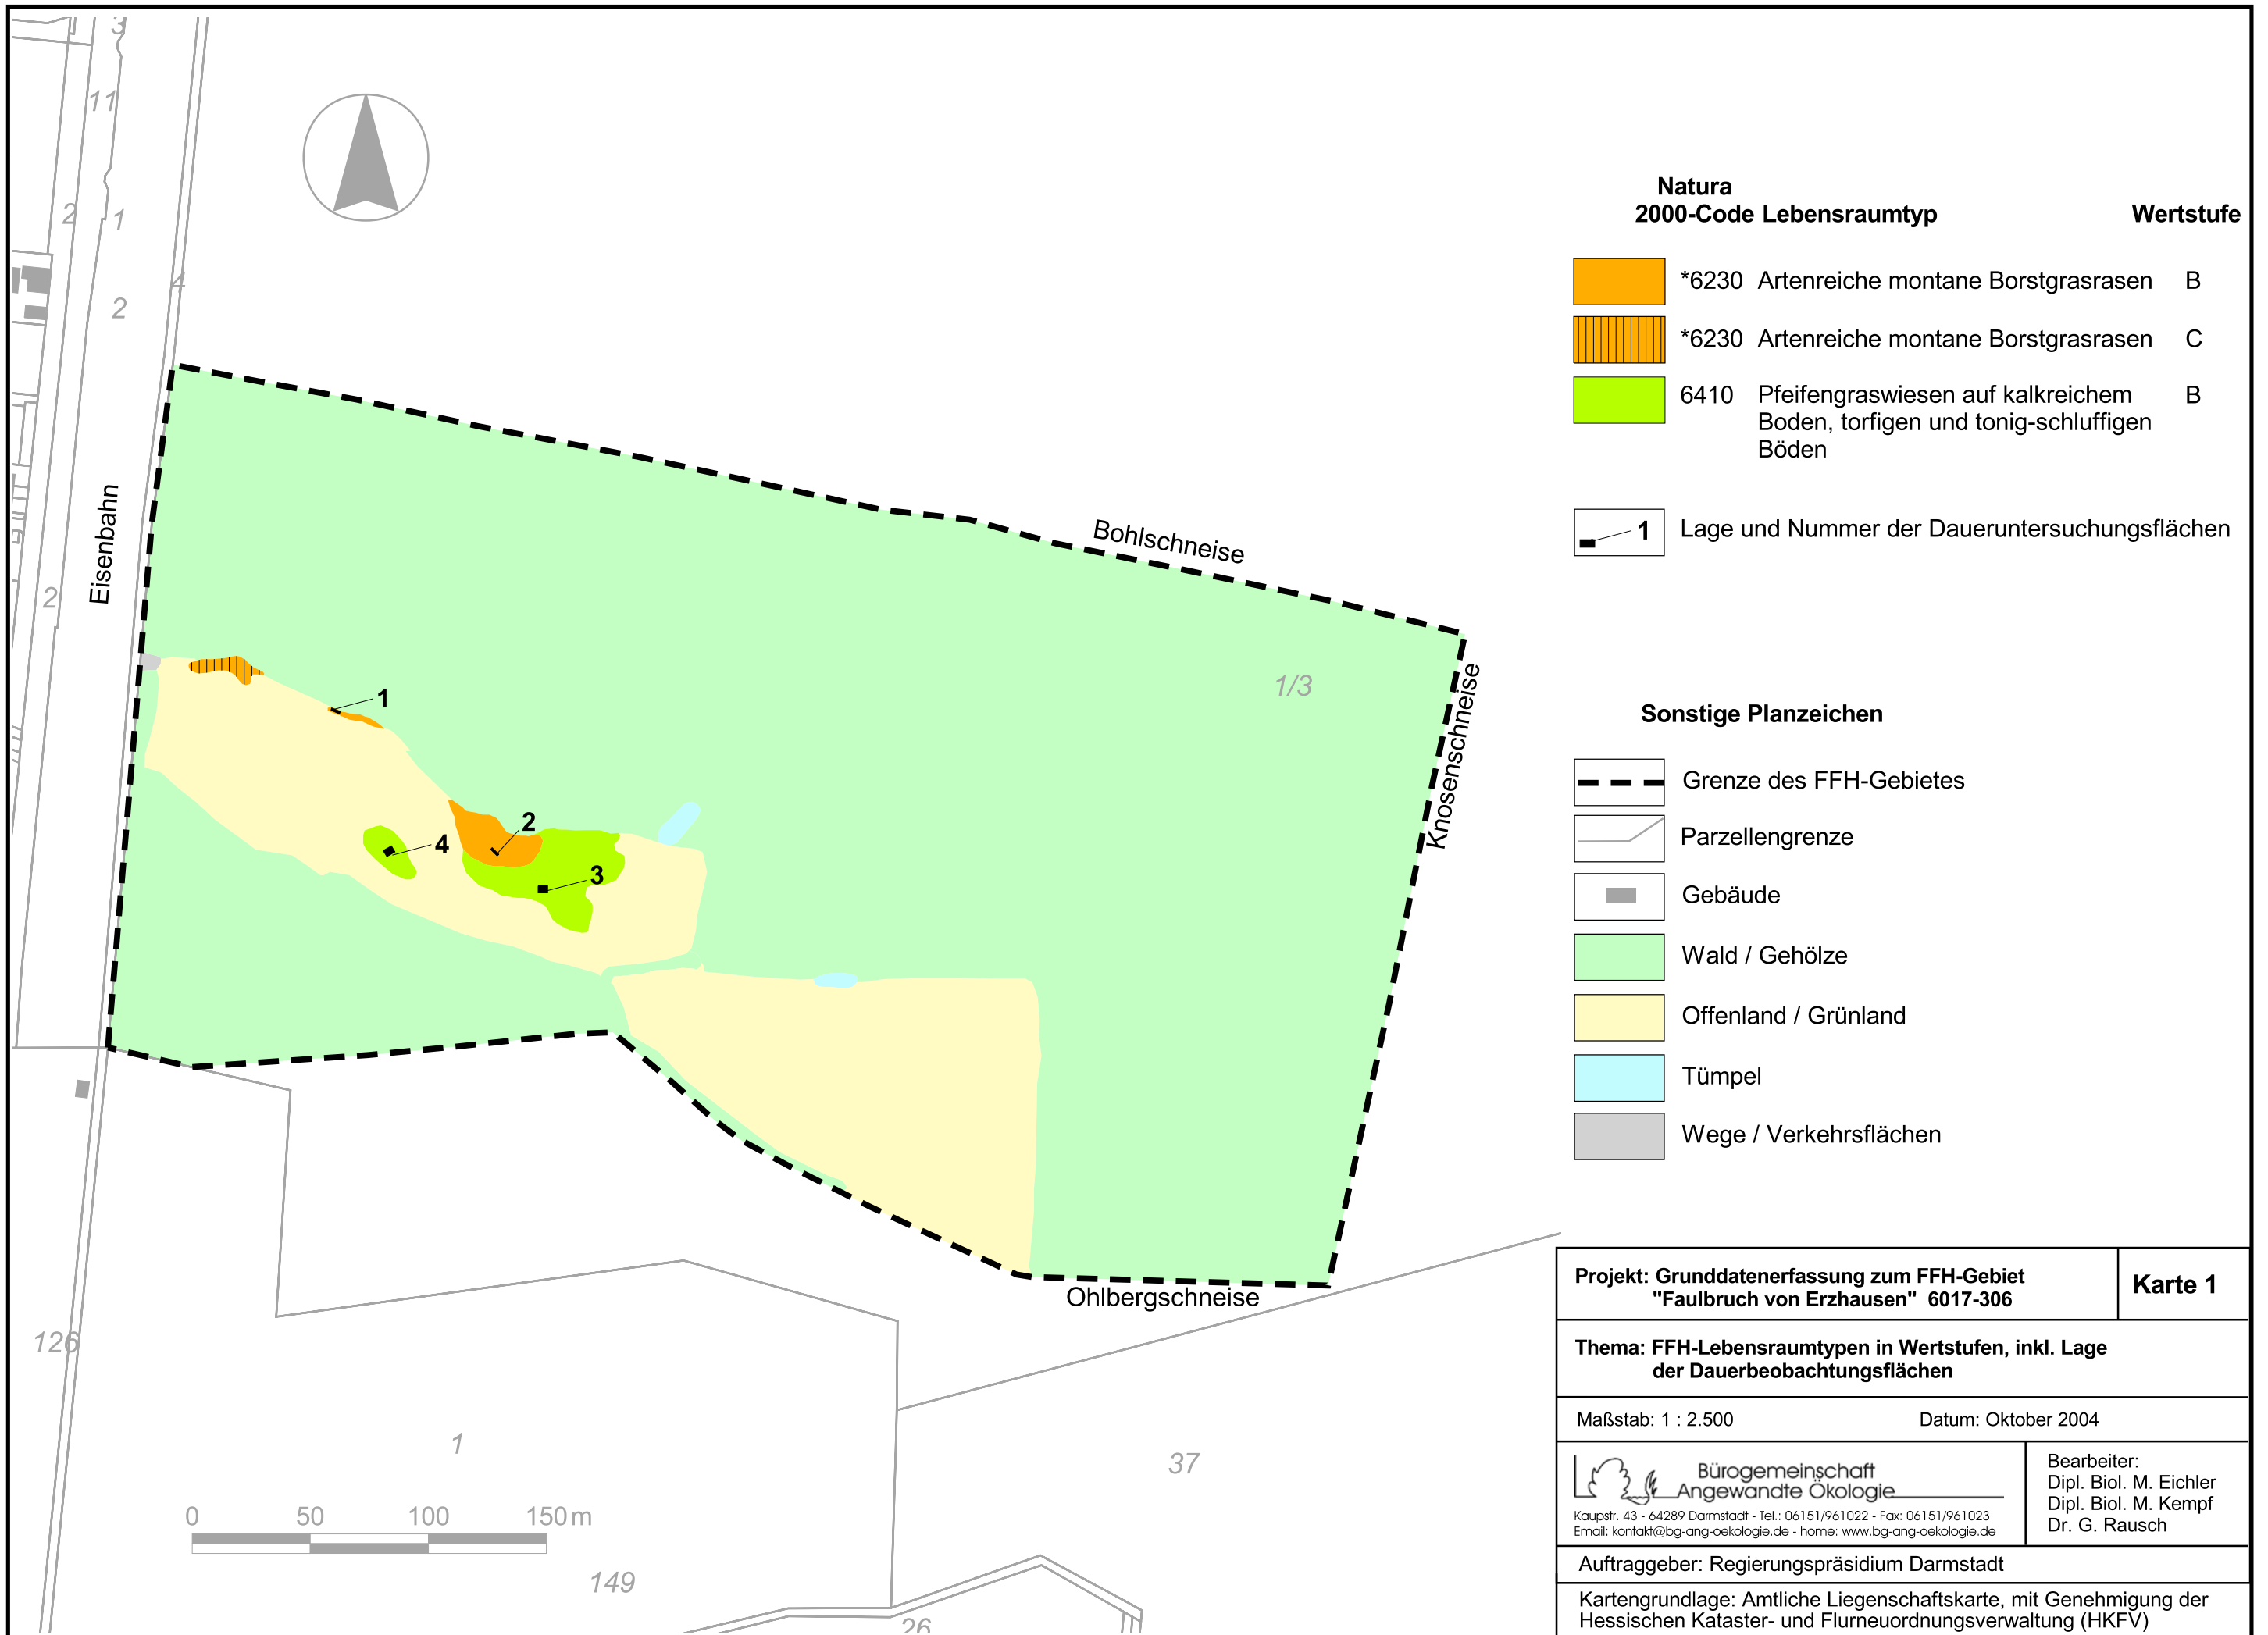 3
11
2
1
4
2
Eisenbahn
2
Bohlschneise
1/3
Knosenschneise
1
2
4
3
Ohlbergschneise
126
1
37
149
26
0 50 100 150 m
Natura
2000-Code Lebensraumtyp Wertstufe
*6230 Artenreiche montane Borstgrasrasen B
*6230 Artenreiche montane Borstgrasrasen C
6410 Pfeifengraswiesen auf kalkreichem B
Boden, torfigen und tonig-schluffigen
Böden
1 Lage und Nummer der Daueruntersuchungsflächen
Sonstige Planzeichen
Grenze des FFH-Gebietes
Parzellengrenze
Gebäude
Wald / Gehölze
Offenland / Grünland
Tümpel
Wege / Verkehrsflächen
Projekt: Grunddatenerfassung zum FFH-Gebiet
"Faulbruch von Erzhausen" 6017-306
Karte 1
Thema: FFH-Lebensraumtypen in Wertstufen, inkl. Lage
der Dauerbeobachtungsflächen
Maßstab: 1 : 2.500 Datum: Oktober 2004
Bürogemeinschaft
Angewandte Ökologie
Kaupstr. 43 - 64289 Darmstadt - Tel.: 06151/961022 - Fax: 06151/961023
Email: kontakt@bg-ang-oekologie.de - home: www.bg-ang-oekologie.de
Bearbeiter:
Dipl. Biol. M. Eichler
Dipl. Biol. M. Kempf
Dr. G. Rausch
Auftraggeber: Regierungspräsidium Darmstadt
Kartengrundlage: Amtliche Liegenschaftskarte, mit Genehmigung der
Hessischen Kataster- und Flurneuordnungsverwaltung (HKFV)